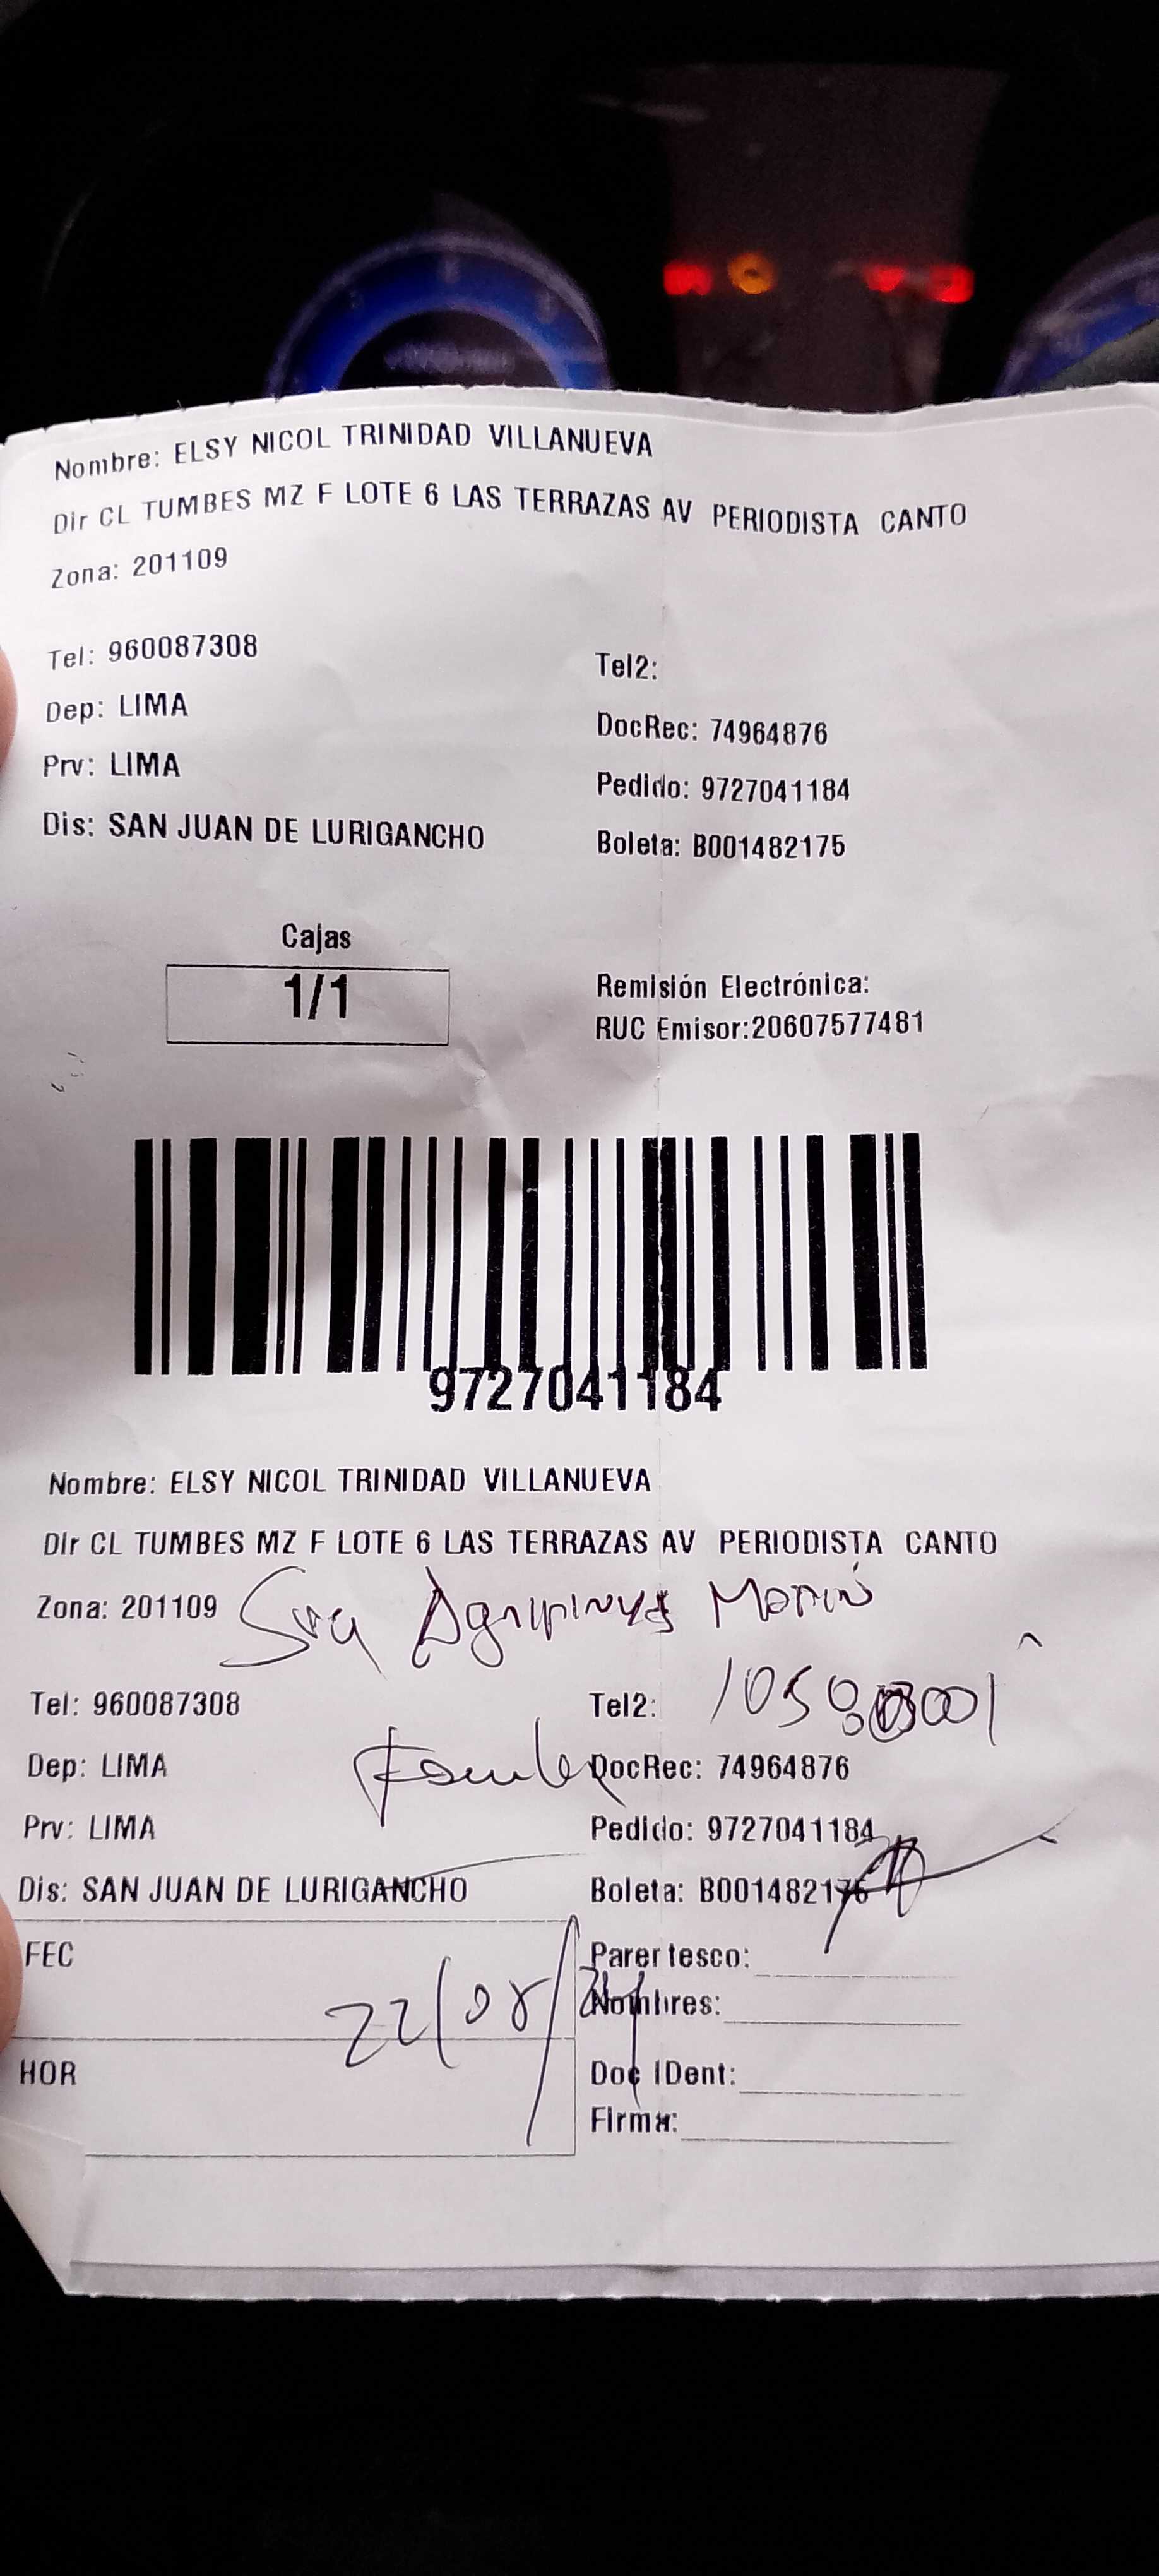 Nombre: ELSY NICOL TRINIDAD VILLANUEVA
Dir CL TUMBES MZ F LOTE 6 LAS TERRAZAS AV PERIODISTA CANTO
Zona: 201109
Tel: 960087308
Tel2:
Dep: LIMA
DocRec: 74964876
Prv: LIMA
Pedido: 9727041184
Dis: SAN JUAN DE LURIGANCHO
Boleta: B001482175
Cajas
1/1
Remisión Electrónica:
RUC Emisor:20607577481
9727041184
Nombre: ELSY NICOL TRINIDAD VILLANUEVA
Dir CL TUMBES MZ F LOTE 6 LAS TERRAZAS AV PERIODISTA CANTO
Zona: 201109
Tel: 960087308
Tel2:
Dep: LIMA
DocRec: 74964876
Prv: LIMA
Pedido: 9727041184
Dis: SAN JUAN DE LURIGANCHO
Boleta: B001482175
FEC 22/08/24
Parentesco:
Nombres:
HOR
Doc IDent:
Firma: